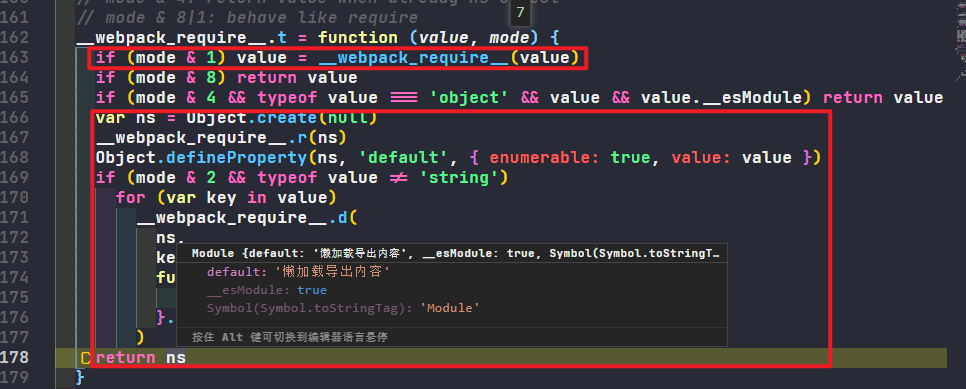 7
161 // mode & 8|1: behave like require
162 __webpack_require__.t = function (value, mode) {
163 if (mode & 1) value = __webpack_require__(value)
164 if (mode & 8) return value
165 if (mode & 4 && typeof value === 'object' && value && value.__esModule) return value
166 var ns = Object.create(null)
167 __webpack_require__.r(ns)
168 Object.defineProperty(ns, 'default', { enumerable: true, value: value })
169 if (mode & 2 && typeof value != 'string')
170 for (var key in value)
171 __webpack_require__.d(
172 ns,
173 ke
174 fu
175
176 }.
177 )
178 return ns
179 }
Module {default: '懒加载导出内容', __esModule: true, Symbol(Symbol.toStringT…
default: '懒加载导出内容'
__esModule: true
Symbol(Symbol.toStringTag): 'Module'
按住 Alt 键可切换到编辑器语言悬停